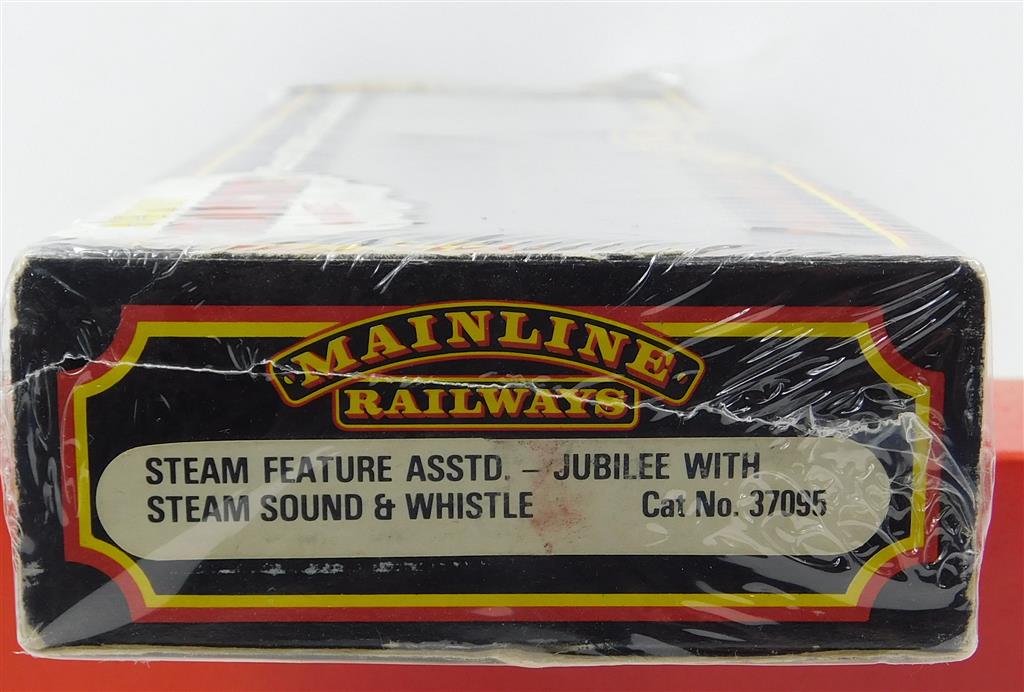 MAINLINE
RAILWAYS
STEAM FEATURE ASSTD. – JUBILEE WITH
STEAM SOUND & WHISTLE Cat No. 37095